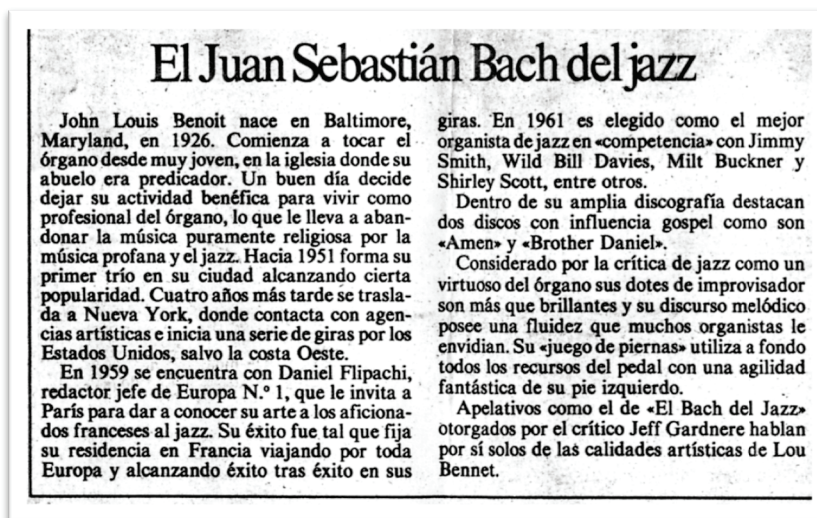 El Juan Sebastián Bach del jazz
John Louis Benoit nace en Baltimore,
Maryland, en 1926. Comienza a tocar el
órgano desde muy joven, en la iglesia donde su
abuelo era predicador. Un buen día decide
dejar su actividad benéfica para vivir como
profesional del órgano, lo que le lleva a aban-
donar la música puramente religiosa por la
música profana y el jazz. Hacia 1951 forma su
primer trío en su ciudad alcanzando cierta
popularidad. Cuatro años más tarde se trasla-
da a Nueva York, donde contacta con agen-
cias artísticas e inicia una serie de giras por los
Estados Unidos, salvo la costa Oeste.
En 1959 se encuentra con Daniel Flipachi,
redactor jefe de Europa N.º 1, que le invita a
París para dar a conocer su arte a los aficiona-
dos franceses al jazz. Su éxito fue tal que fija
su residencia en Francia viajando por toda
Europa y alcanzando éxito tras éxito en sus
giras. En 1961 es elegido como el mejor
organista de jazz en «competencia» con Jimmy
Smith, Wild Bill Davies, Milt Buckner y
Shirley Scott, entre otros.
Dentro de su amplia discografía destacan
dos discos con influencia gospel como son
«Amen» y «Brother Daniel».
Considerado por la crítica de jazz como un
virtuoso del órgano sus dotes de improvisador
son más que brillantes y su discurso melódico
posee una fluidez que muchos organistas le
envidian. Su «juego de piernas» utiliza a fondo
todos los recursos del pedal con una agilidad
fantástica de su pie izquierdo.
Apelativos como el de «El Bach del Jazz»
otorgados por el crítico Jeff Gardnere hablan
por sí solos de las calidades artísticas de Lou
Bennet.